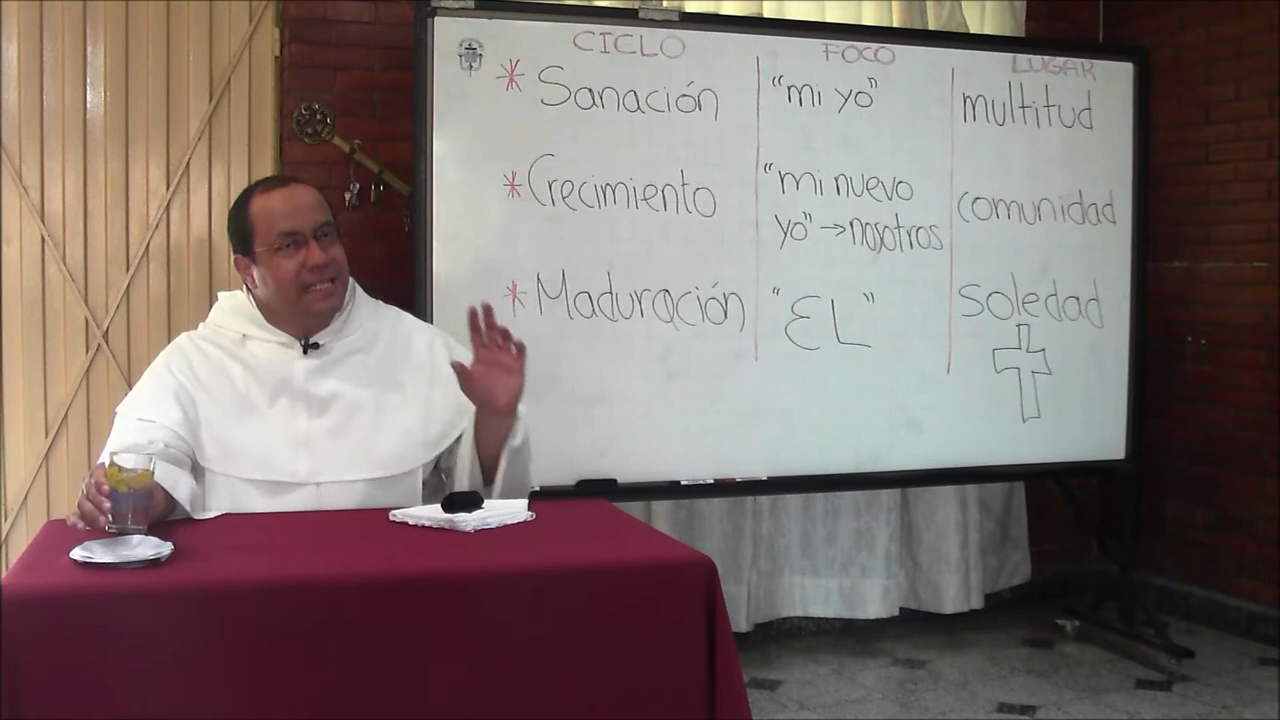 CICLO FOCO LUGAR
* Sanación "mi yo" multitud
* Crecimiento "mi nuevo yo" → nosotros comunidad
* Maduración "EL" soledad